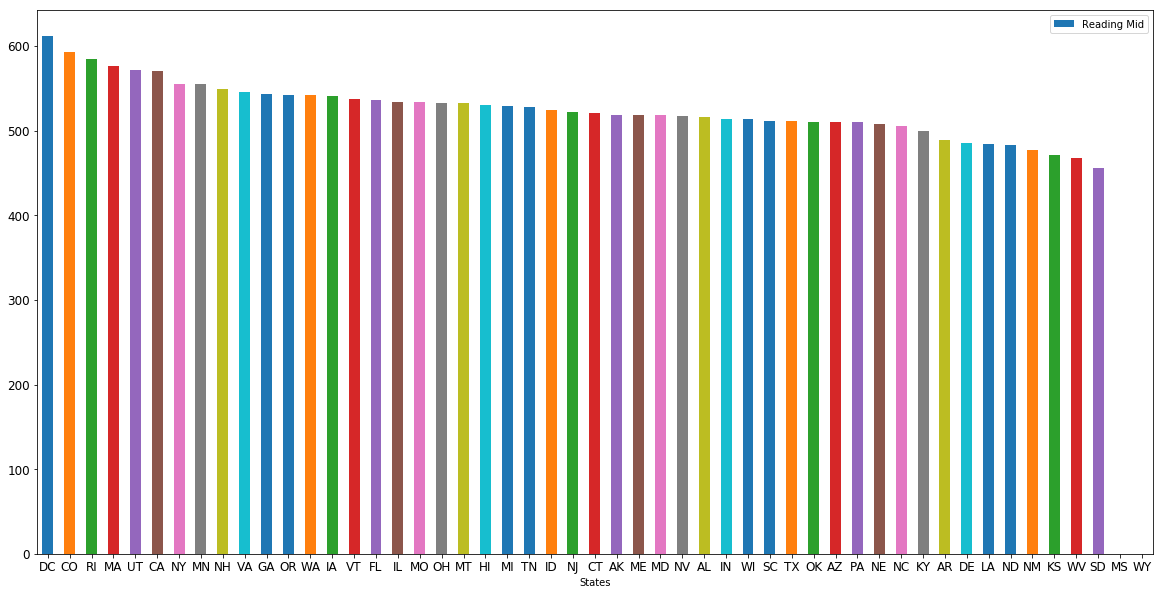 Reading Mid
600
500
400
300
200
100
0
DC CO RI MA UT CA NY MN NH VA GA OR WA IA VT FL IL MO OH MT HI MI TN ID NJ CT AK ME MD NV AL IN WI SC TX OK AZ PA NE NC KY AR DE LA ND NM KS WV SD MS WY
States